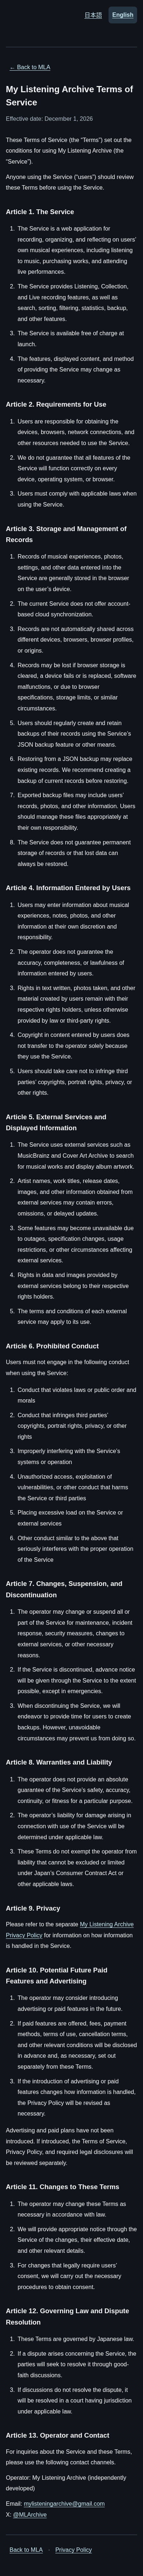 日本語 English
← Back to MLA
My Listening Archive Terms of
Service
Effective date: December 1, 2026
These Terms of Service (the “Terms”) set out the
conditions for using My Listening Archive (the
“Service”).
Anyone using the Service (“users”) should review
these Terms before using the Service.
Article 1. The Service
1. The Service is a web application for
recording, organizing, and reflecting on users’
own musical experiences, including listening
to music, purchasing works, and attending
live performances.
2. The Service provides Listening, Collection,
and Live recording features, as well as
search, sorting, filtering, statistics, backup,
and other features.
3. The Service is available free of charge at
launch.
4. The features, displayed content, and method
of providing the Service may change as
necessary.
Article 2. Requirements for Use
1. Users are responsible for obtaining the
devices, browsers, network connections, and
other resources needed to use the Service.
2. We do not guarantee that all features of the
Service will function correctly on every
device, operating system, or browser.
3. Users must comply with applicable laws when
using the Service.
Article 3. Storage and Management of
Records
1. Records of musical experiences, photos,
settings, and other data entered into the
Service are generally stored in the browser
on the user’s device.
2. The current Service does not offer account-
based cloud synchronization.
3. Records are not automatically shared across
different devices, browsers, browser profiles,
or origins.
4. Records may be lost if browser storage is
cleared, a device fails or is replaced, software
malfunctions, or due to browser
specifications, storage limits, or similar
circumstances.
5. Users should regularly create and retain
backups of their records using the Service’s
JSON backup feature or other means.
6. Restoring from a JSON backup may replace
existing records. We recommend creating a
backup of current records before restoring.
7. Exported backup files may include users’
records, photos, and other information. Users
should manage these files appropriately at
their own responsibility.
8. The Service does not guarantee permanent
storage of records or that lost data can
always be restored.
Article 4. Information Entered by Users
1. Users may enter information about musical
experiences, notes, photos, and other
information at their own discretion and
responsibility.
2. The operator does not guarantee the
accuracy, completeness, or lawfulness of
information entered by users.
3. Rights in text written, photos taken, and other
material created by users remain with their
respective rights holders, unless otherwise
provided by law or third-party rights.
4. Copyright in content entered by users does
not transfer to the operator solely because
they use the Service.
5. Users should take care not to infringe third
parties’ copyrights, portrait rights, privacy, or
other rights.
Article 5. External Services and
Displayed Information
1. The Service uses external services such as
MusicBrainz and Cover Art Archive to search
for musical works and display album artwork.
2. Artist names, work titles, release dates,
images, and other information obtained from
external services may contain errors,
omissions, or delayed updates.
3. Some features may become unavailable due
to outages, specification changes, usage
restrictions, or other circumstances affecting
external services.
4. Rights in data and images provided by
external services belong to their respective
rights holders.
5. The terms and conditions of each external
service may apply to its use.
Article 6. Prohibited Conduct
Users must not engage in the following conduct
when using the Service:
1. Conduct that violates laws or public order and
morals
2. Conduct that infringes third parties’
copyrights, portrait rights, privacy, or other
rights
3. Improperly interfering with the Service’s
systems or operation
4. Unauthorized access, exploitation of
vulnerabilities, or other conduct that harms
the Service or third parties
5. Placing excessive load on the Service or
external services
6. Other conduct similar to the above that
seriously interferes with the proper operation
of the Service
Article 7. Changes, Suspension, and
Discontinuation
1. The operator may change or suspend all or
part of the Service for maintenance, incident
response, security measures, changes to
external services, or other necessary
reasons.
2. If the Service is discontinued, advance notice
will be given through the Service to the extent
possible, except in emergencies.
3. When discontinuing the Service, we will
endeavor to provide time for users to create
backups. However, unavoidable
circumstances may prevent us from doing so.
Article 8. Warranties and Liability
1. The operator does not provide an absolute
guarantee of the Service’s safety, accuracy,
continuity, or fitness for a particular purpose.
2. The operator’s liability for damage arising in
connection with use of the Service will be
determined under applicable law.
3. These Terms do not exempt the operator from
liability that cannot be excluded or limited
under Japan’s Consumer Contract Act or
other applicable laws.
Article 9. Privacy
Please refer to the separate My Listening Archive
Privacy Policy for information on how information
is handled in the Service.
Article 10. Potential Future Paid
Features and Advertising
1. The operator may consider introducing
advertising or paid features in the future.
2. If paid features are offered, fees, payment
methods, terms of use, cancellation terms,
and other relevant conditions will be disclosed
in advance and, as necessary, set out
separately from these Terms.
3. If the introduction of advertising or paid
features changes how information is handled,
the Privacy Policy will be revised as
necessary.
Advertising and paid plans have not been
introduced. If introduced, the Terms of Service,
Privacy Policy, and required legal disclosures will
be reviewed separately.
Article 11. Changes to These Terms
1. The operator may change these Terms as
necessary in accordance with law.
2. We will provide appropriate notice through the
Service of the changes, their effective date,
and other relevant details.
3. For changes that legally require users’
consent, we will carry out the necessary
procedures to obtain consent.
Article 12. Governing Law and Dispute
Resolution
1. These Terms are governed by Japanese law.
2. If a dispute arises concerning the Service, the
parties will seek to resolve it through good-
faith discussions.
3. If discussions do not resolve the dispute, it
will be resolved in a court having jurisdiction
under applicable law.
Article 13. Operator and Contact
For inquiries about the Service and these Terms,
please use the following contact channels.
Operator: My Listening Archive (independently
developed)
Email: mylisteningarchive@gmail.com
X: @MLArchive
Back to MLA · Privacy Policy